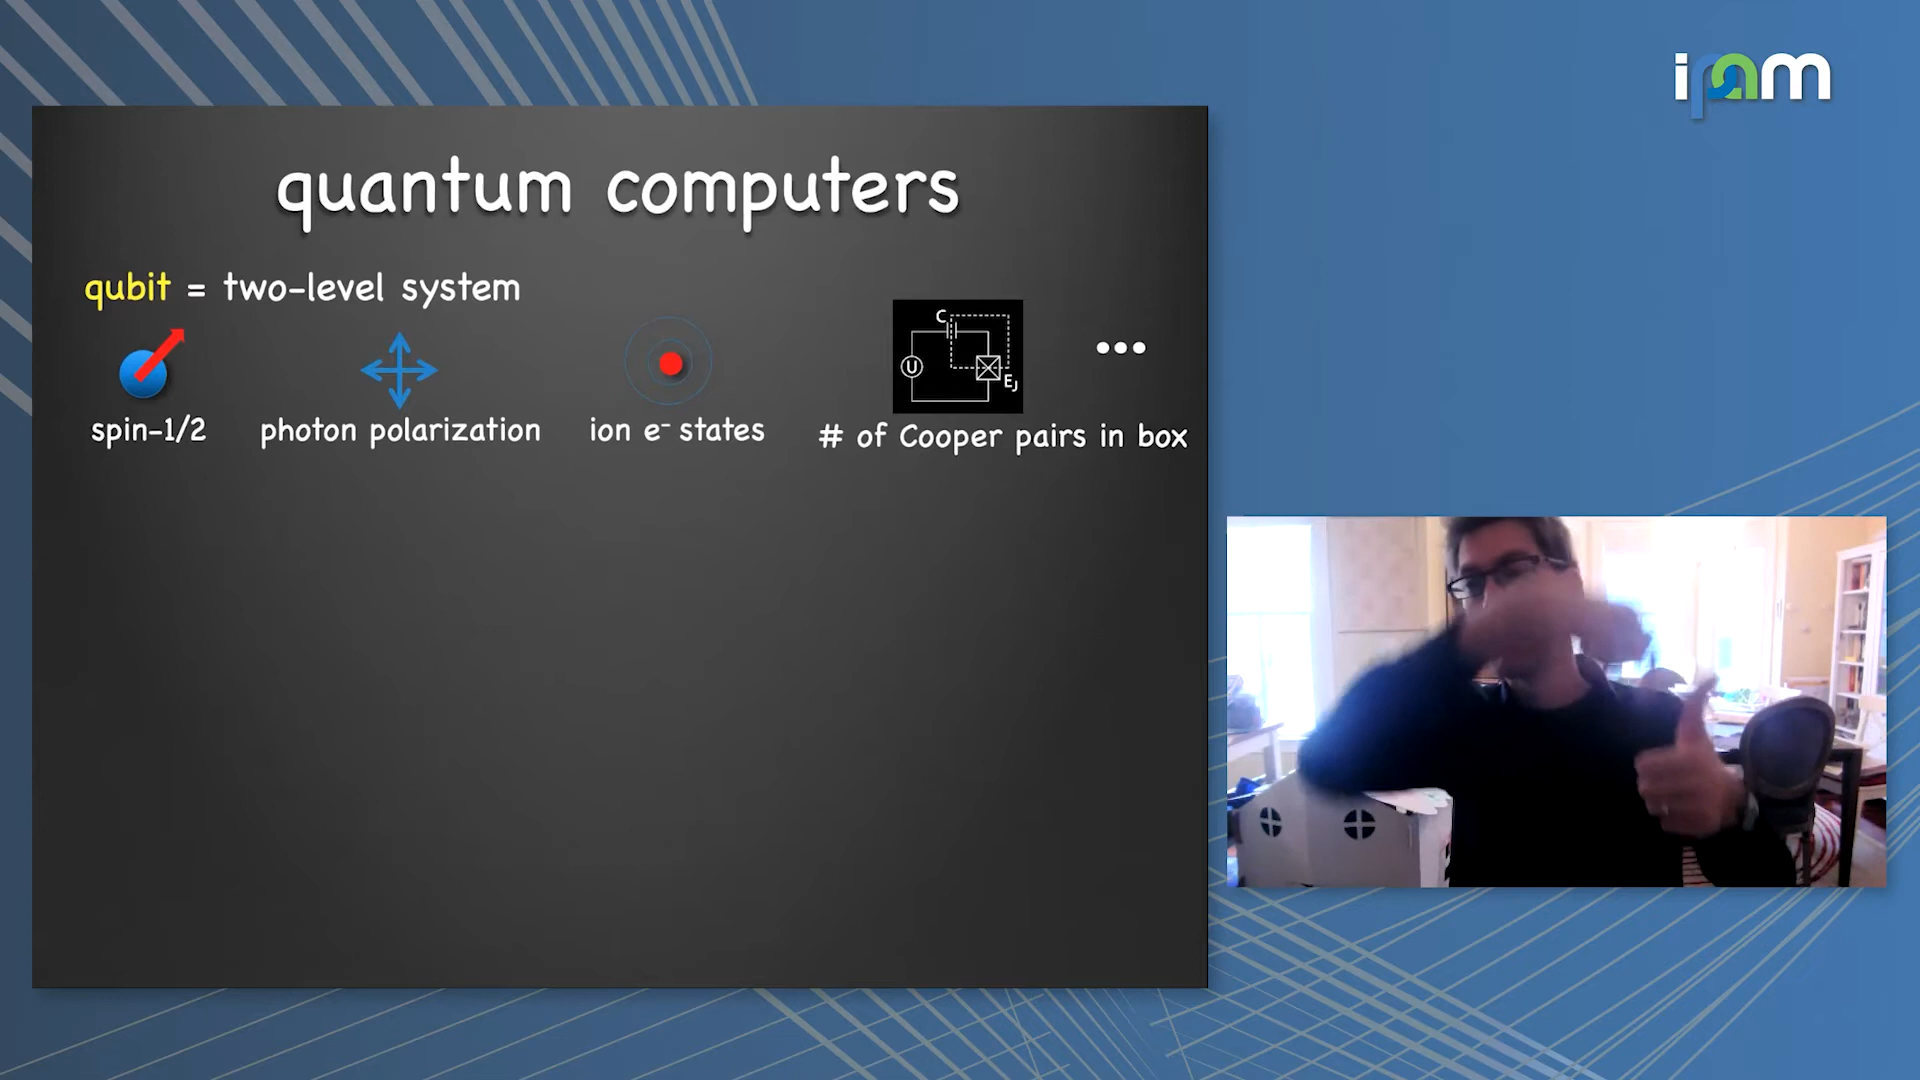 ipam
quantum computers
qubit = two-level system
C
U
EJ
...
spin-1/2
photon polarization
ion e⁻ states
# of Cooper pairs in box